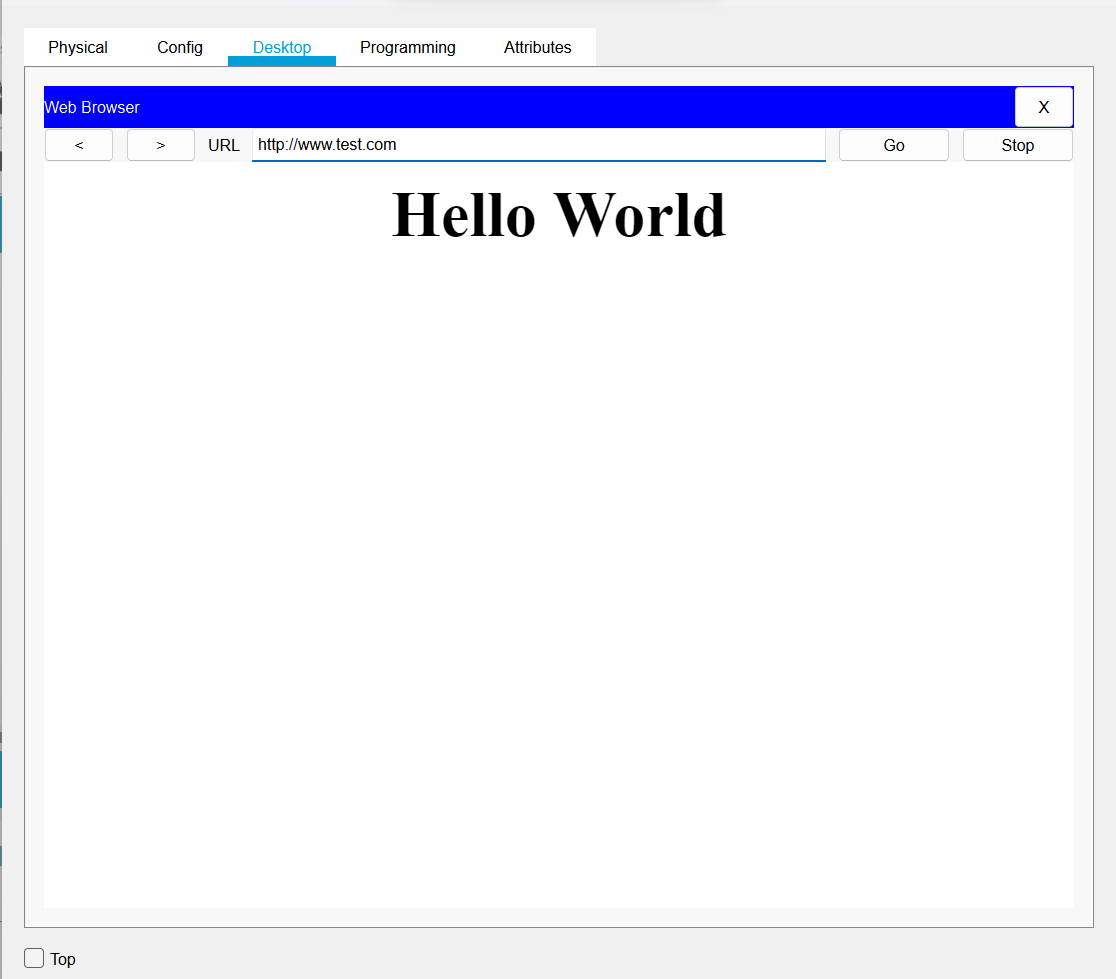 Physical Config Desktop Programming Attributes
Web Browser X
< > URL http://www.test.com Go Stop
Hello World
Top